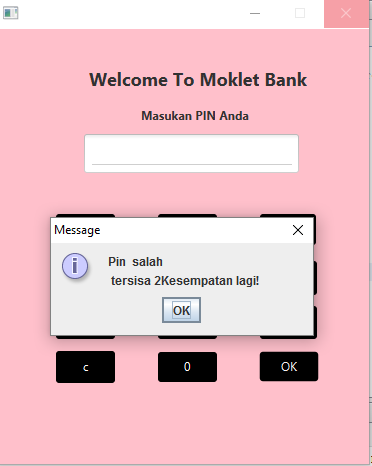 Welcome To Moklet Bank
Masukan PIN Anda
Message
Pin salah
tersisa 2Kesempatan lagi!
OK
c
0
OK